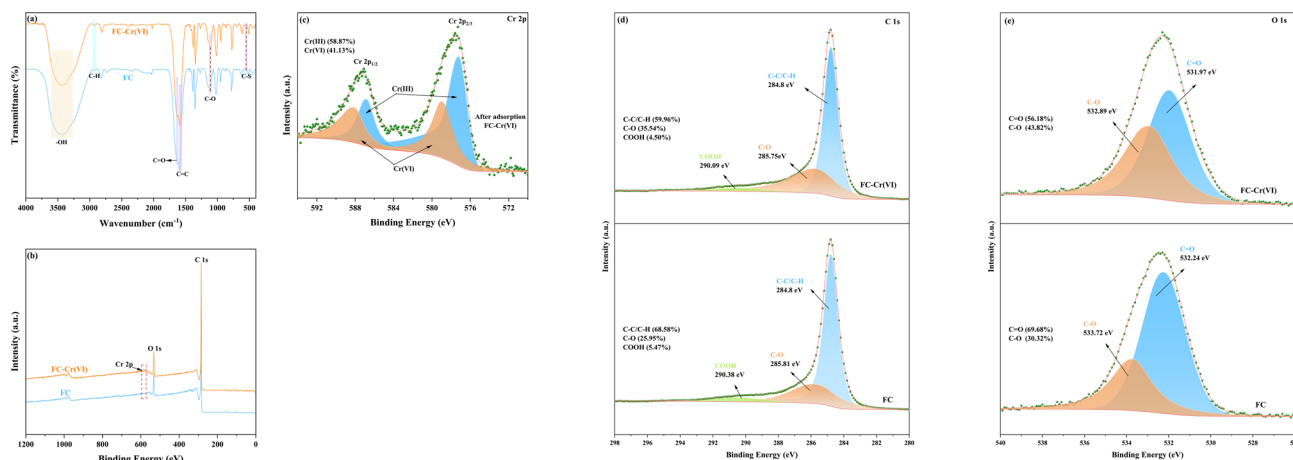 (a)
FC-Cr(VI)
C-H
FC
C-O
C-S
-OH
C=O
C=C
Transmittance (%)
4000 3500 3000 2500 2000 1500 1000 500
Wavenumber (cm-1)
(b)
C 1s
O 1s
Cr 2p
FC-Cr(VI)
FC
Intensity (a.u.)
1200 1000 800 600 400 200 0
Binding Energy (eV)
(c)
Cr 2p
Cr 2p3/2
Cr(III) (58.87%)
Cr(VI) (41.13%)
Cr 2p1/2
Cr(III)
After adsorption
FC-Cr(VI)
Cr(VI)
Intensity (a.u.)
592 588 584 580 576 572
Binding Energy (eV)
(d)
C 1s
C-C/C-H
284.8 eV
C-C/C-H (59.96%)
C-O (35.54%)
COOH (4.50%)
C-O
285.75eV
COOH
290.09 eV
FC-Cr(VI)
Intensity (a.u.)
C-C/C-H
284.8 eV
C-C/C-H (68.58%)
C-O (25.95%)
COOH (5.47%)
C-O
285.81 eV
COOH
290.38 eV
FC
Intensity (a.u.)
298 296 294 292 290 288 286 284 282 280
Binding Energy (eV)
(e)
O 1s
C=O
531.97 eV
C-O
532.89 eV
C=O (56.18%)
C-O (43.82%)
FC-Cr(VI)
Intensity (a.u.)
C=O
532.24 eV
C=O (69.68%)
C-O (30.32%)
C-O
533.72 eV
FC
Intensity (a.u.)
540 538 536 534 532 530 528
Binding Energy (eV)